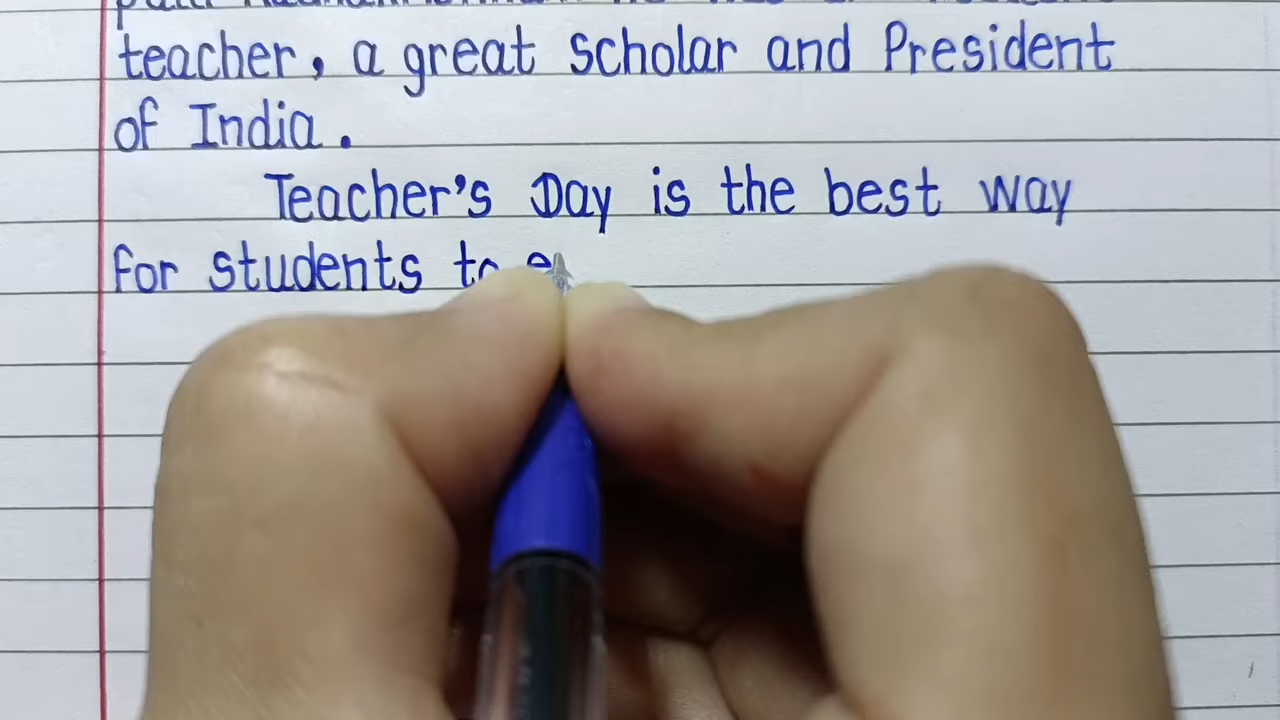 teacher, a great scholar and President
of India.
Teacher's Day is the best way
for students to